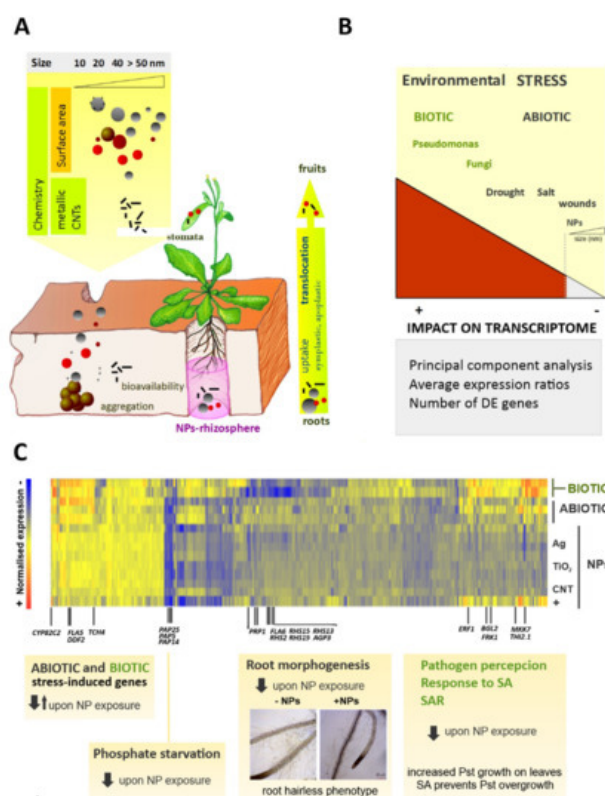 A
Size 10 20 40 > 50 nm
Chemistry
Surface area
metallic
CNTs
stomata
fruits
translocation
uptake
symplastic, apoplastic
roots
bioavailability
aggregation
NPs-rhizosphere
B
Environmental STRESS
BIOTIC ABIOTIC
Pseudomonas
Fungi
Drought Salt
wounds
NPs
size (nm)
+ -
IMPACT ON TRANSCRIPTOME
Principal component analysis
Average expression ratios
Number of DE genes
C
+ Normalised expression -
BIOTIC
ABIOTIC
Ag
TiO2
CNT
NPs
+
CYP82C2 FLA5 TCH4 PAP25 PRP1 FLA6 RHS15 RHS13 ERF1 BGL2 MKK7
DDF2 PAP5 RHS2 RHS19 AGP3 FRK1 THI2.1
PAP14
ABIOTIC and BIOTIC
stress-induced genes
upon NP exposure
Phosphate starvation
upon NP exposure
Root morphogenesis
upon NP exposure
- NPs +NPs
root hairless phenotype
Pathogen percepcion
Response to SA
SAR
upon NP exposure
increased Pst growth on leaves
SA prevents Pst overgrowth